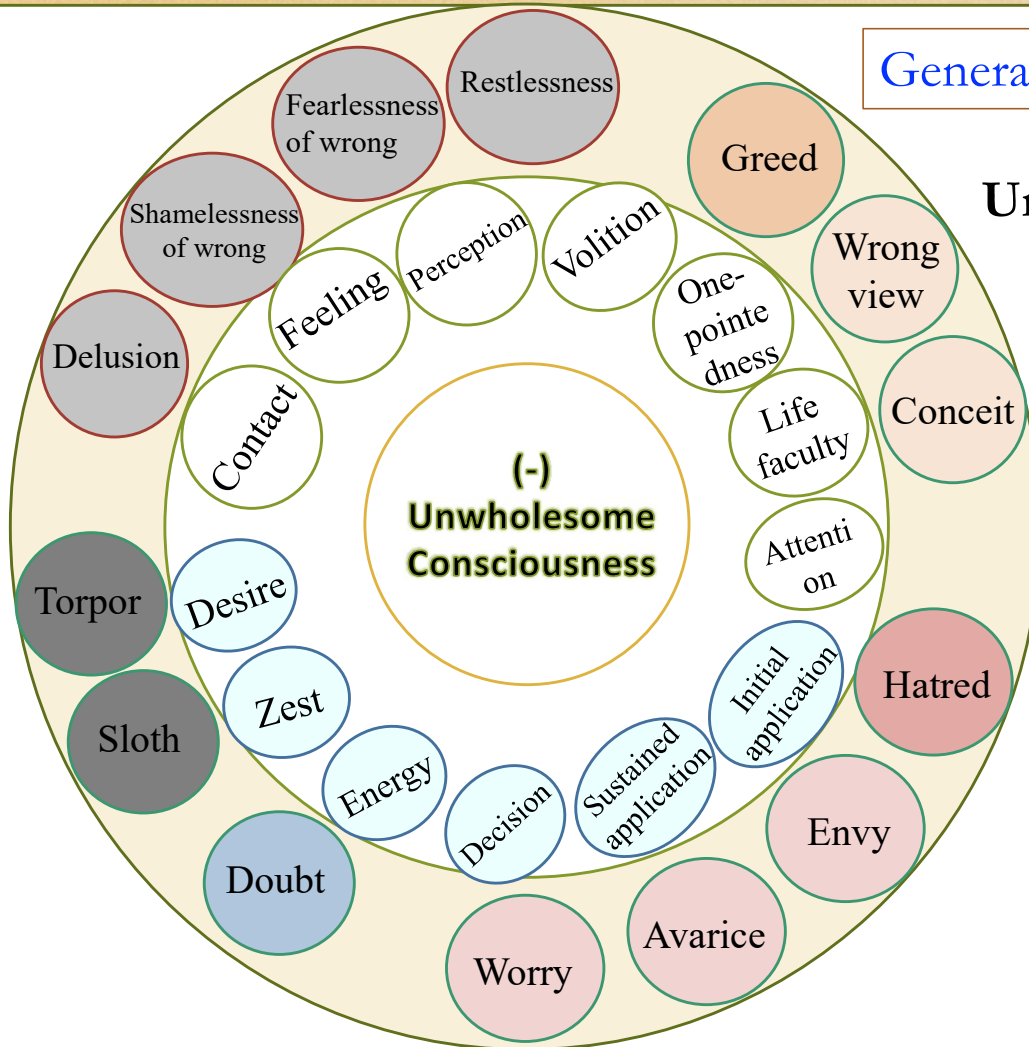 Genera
Un
Restlessness
Fearlessness
of wrong
Shamelessness
of wrong
Delusion
Greed
Wrong
view
Conceit
Contact
Feeling
Perception
Volition
One-
pointe
dness
Life
faculty
Attenti
on
(-)
Unwholesome
Consciousness
Torpor
Sloth
Doubt
Desire
Zest
Energy
Decision
Sustained
application
Initial
application
Hatred
Envy
Avarice
Worry